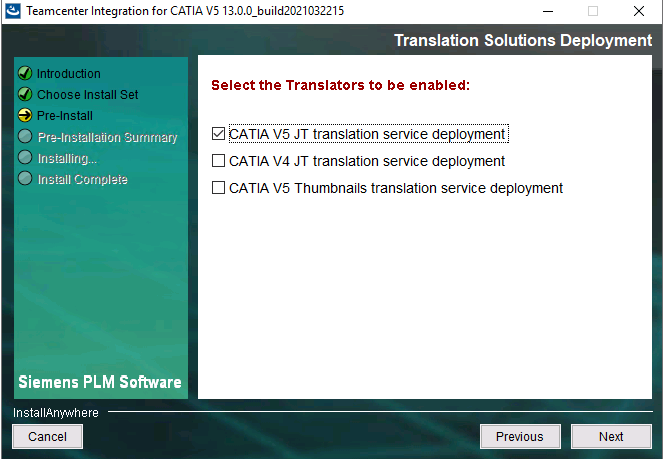 Teamcenter Integration for CATIA V5 13.0.0_build2021032215
Translation Solutions Deployment
Introduction
Choose Install Set
Pre-Install
Pre-Installation Summary
Installing...
Install Complete
Siemens PLM Software
Select the Translators to be enabled:
CATIA V5 JT translation service deployment
CATIA V4 JT translation service deployment
CATIA V5 Thumbnails translation service deployment
InstallAnywhere
Cancel
Previous
Next